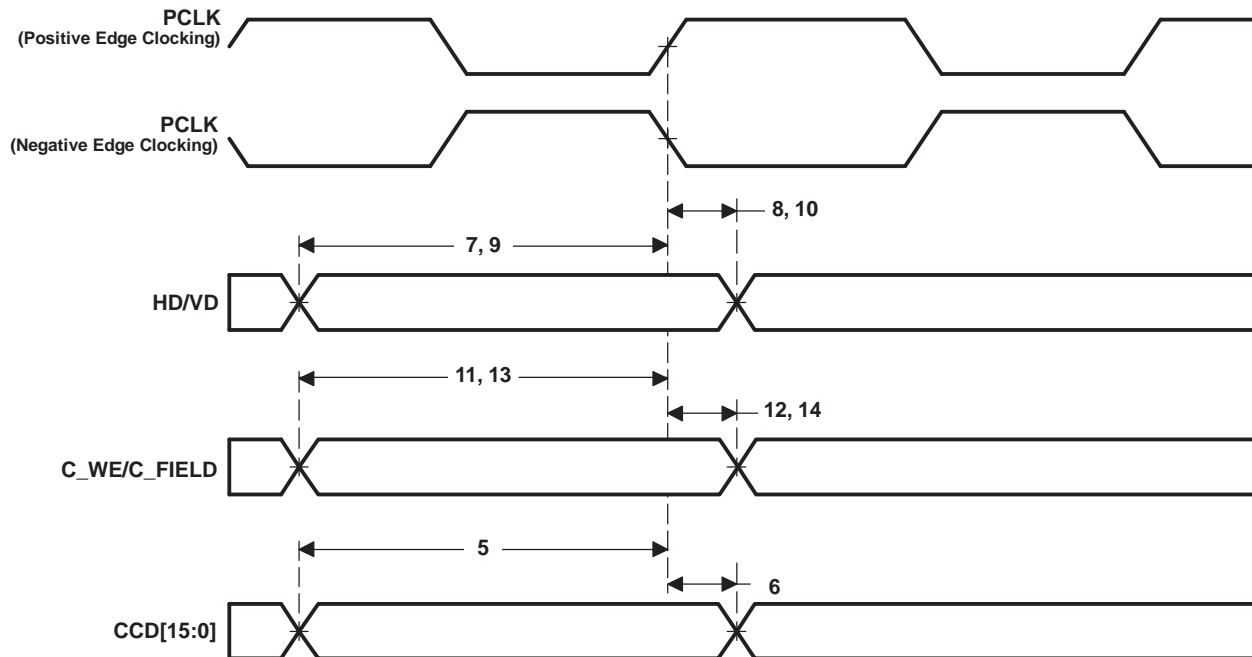 PCLK
(Positive Edge Clocking)
PCLK
(Negative Edge Clocking)
8, 10
7, 9
HD/VD
11, 13
12, 14
C_WE/C_FIELD
5
6
CCD[15:0]